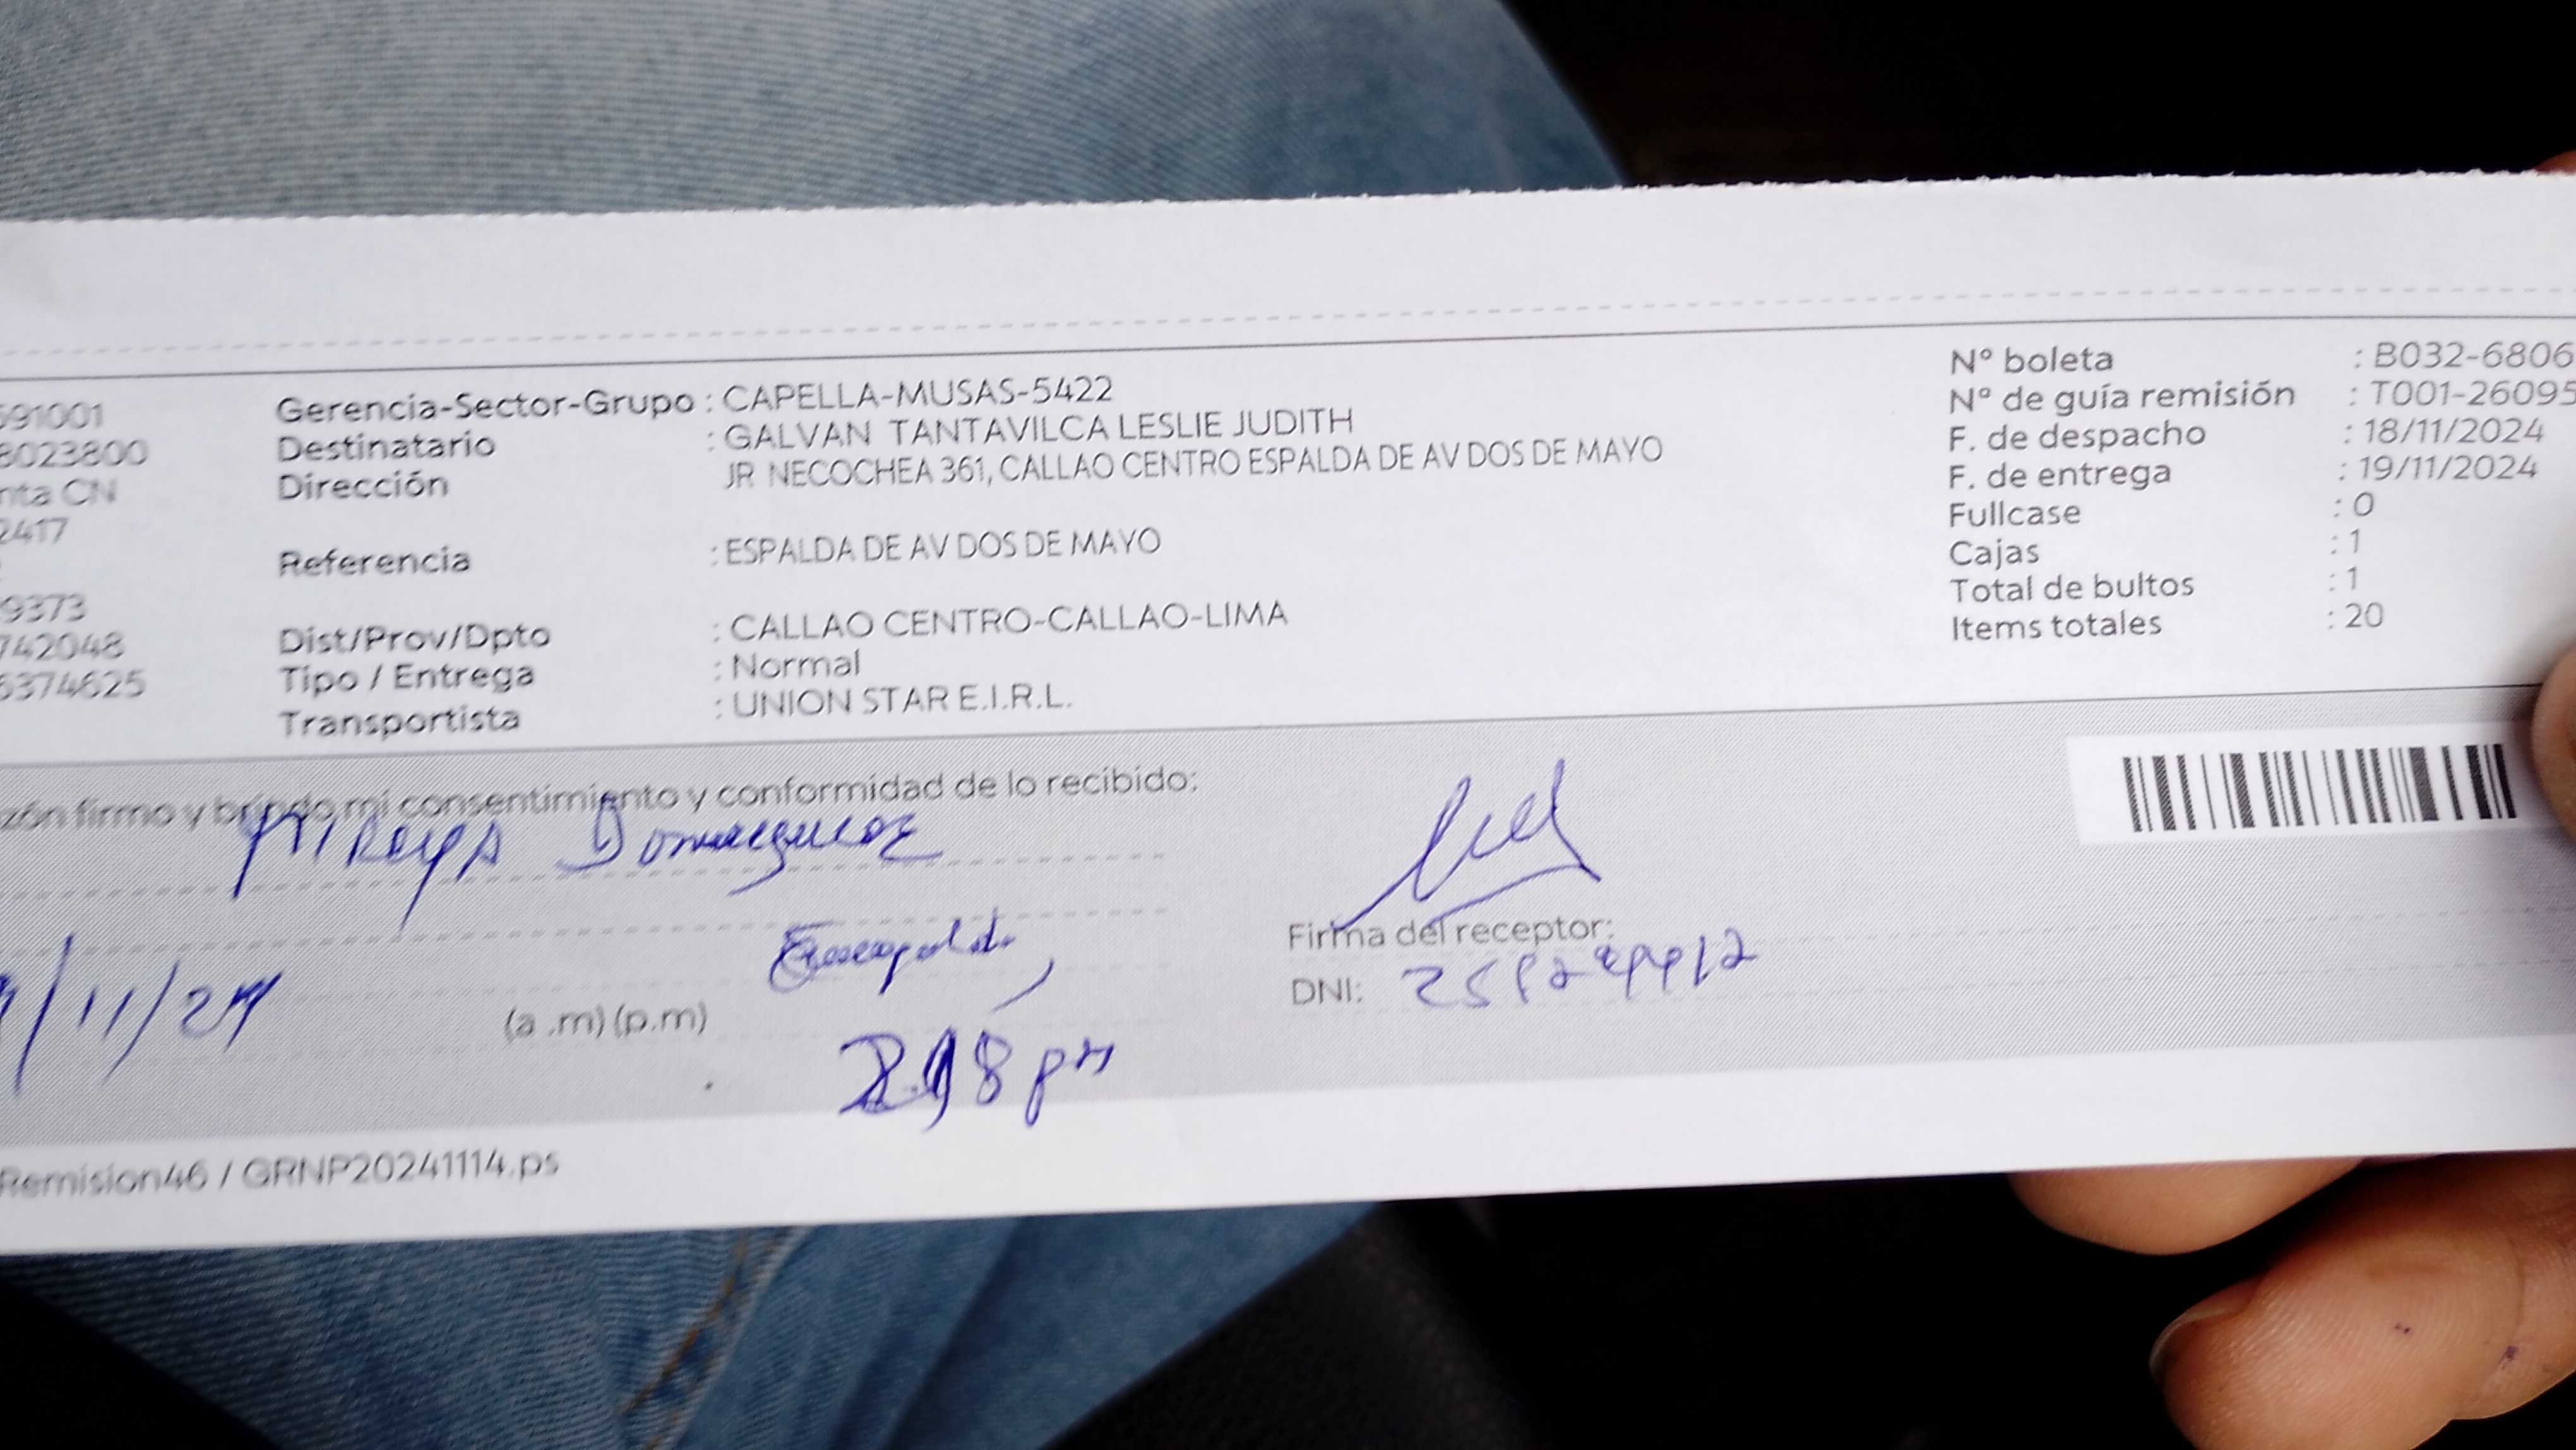 591001
8023800
nta CN
2417
9373
742048
6374625
Gerencia-Sector-Grupo : CAPELLA-MUSAS-5422
Destinatario : GALVAN TANTAVILCA LESLIE JUDITH
Dirección JR NECOCHEA 361, CALLAO CENTRO ESPALDA DE AV DOS DE MAYO
Referencia : ESPALDA DE AV DOS DE MAYO
Dist/Prov/Dpto : CALLAO CENTRO-CALLAO-LIMA
Tipo / Entrega : Normal
Transportista : UNION STAR E.I.R.L.
N° boleta : B032-6806
N° de guía remisión : T001-26095
F. de despacho : 18/11/2024
F. de entrega : 19/11/2024
Fullcase : 0
Cajas : 1
Total de bultos : 1
Items totales : 20
zón firmo y brindo mi consentimiento y conformidad de lo recibido:
Mireya Dominguez
Firma del receptor:
DNI:
/11/24 (a .m) (p.m)
pm
Remision46 / GRNP20241114.ps